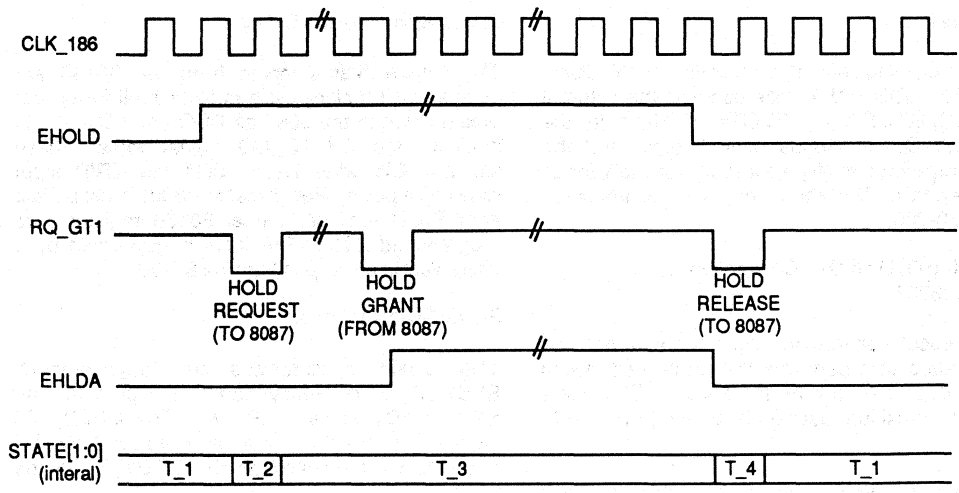 CLK_186
EHOLD
RQ_GT1
HOLD
REQUEST
(TO 8087)
HOLD
GRANT
(FROM 8087)
HOLD
RELEASE
(TO 8087)
EHLDA
STATE[1:0]
(interal)
T_1
T_2
T_3
T_4
T_1